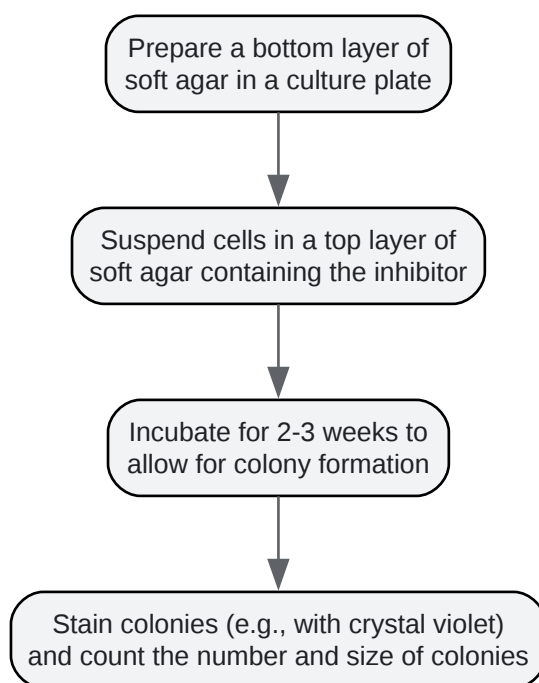 Prepare a bottom layer of
soft agar in a culture plate
Suspend cells in a top layer of
soft agar containing the inhibitor
Incubate for 2-3 weeks to
allow for colony formation
Stain colonies (e.g., with crystal violet)
and count the number and size of colonies